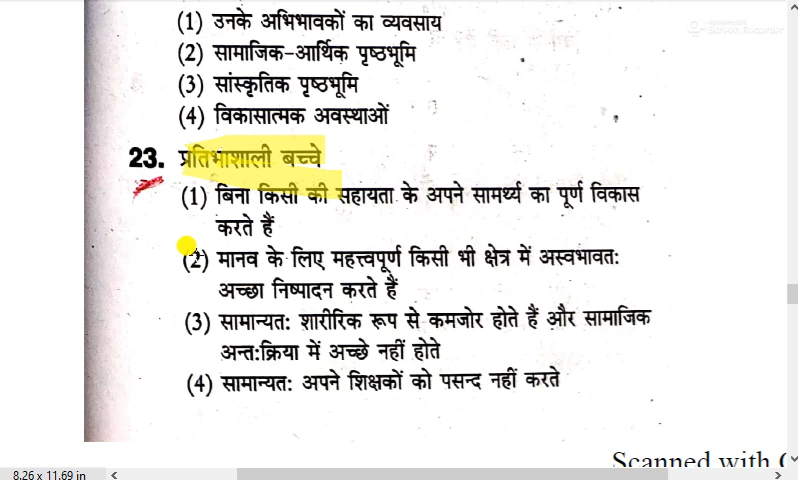 (1) उनके अभिभावकों का व्यवसाय
(2) सामाजिक-आर्थिक पृष्ठभूमि
(3) सांस्कृतिक पृष्ठभूमि
(4) विकासात्मक अवस्थाओं
23. प्रतिभाशाली बच्चे
(1) बिना किसी की सहायता के अपने सामर्थ्य का पूर्ण विकास
करते हैं
(2) मानव के लिए महत्त्वपूर्ण किसी भी क्षेत्र में अस्वभावत:
अच्छा निष्पादन करते हैं
(3) सामान्यत: शारीरिक रूप से कमजोर होते हैं और सामाजिक
अन्त:क्रिया में अच्छे नहीं होते
(4) सामान्यत: अपने शिक्षकों को पसन्द नहीं करते
Scanned with
8.26 x 11.69 in